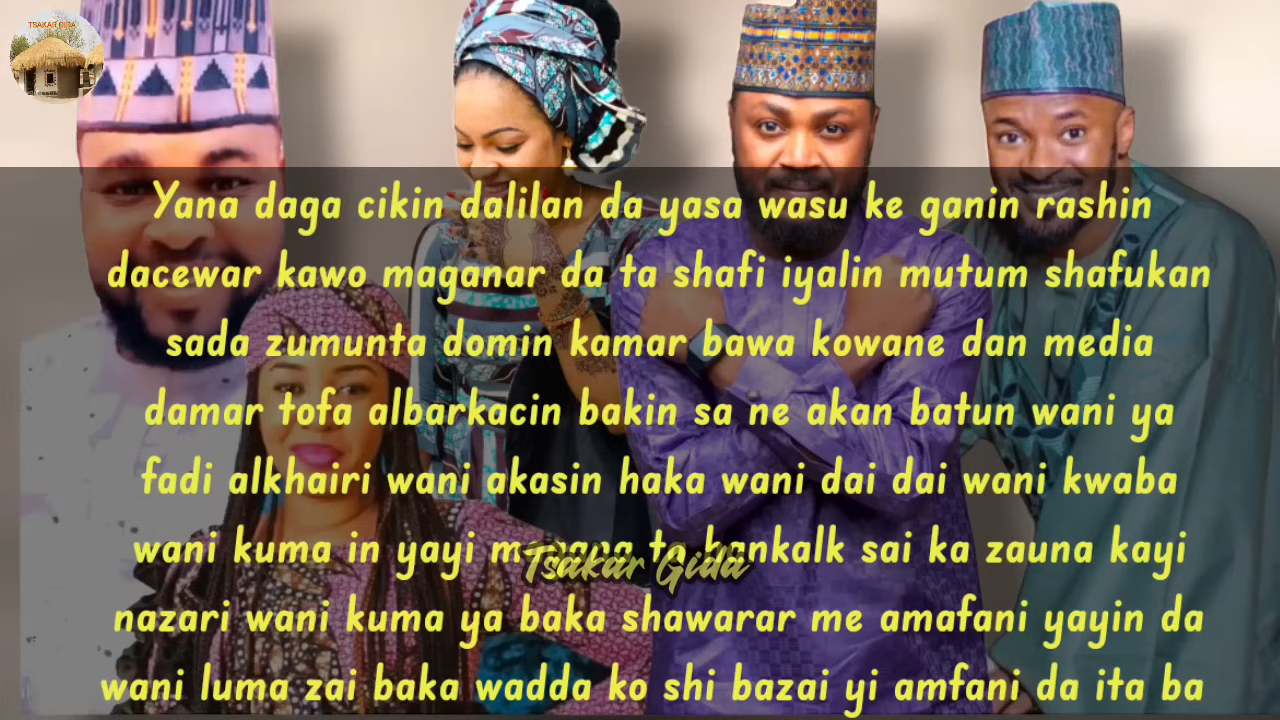 TSAKAR GIDA
Yana daga cikin dalilan da yasa wasu ke ganin rashin
dacewar kawo maganar da ta shafi iyalin mutum shafukan
sada zumunta domin kamar bawa kowane dan media
damar tofa albarkacin bakin sa ne akan batun wani ya
fadi alkhairi wani akasin haka wani dai dai wani kwaba
wani kuma in yayi ta hankalk sai ka zauna kayi
Tsakar Gida
nazari wani kuma ya baka shawarar me amafani yayin da
wani luma zai baka wadda ko shi bazai yi amfani da ita ba